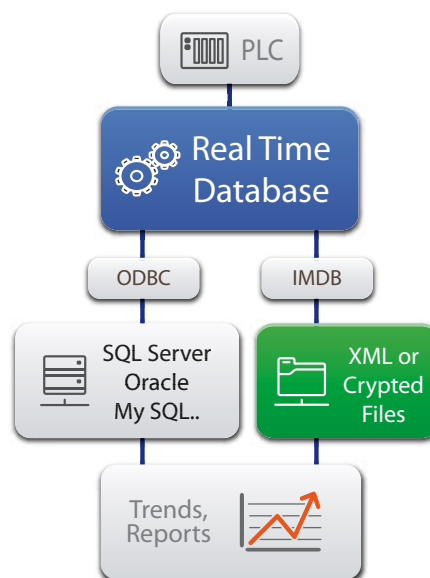 PLC
Real Time
Database
ODBC
IMDB
SQL Server
Oracle
My SQL..
XML or
Crypted
Files
Trends,
Reports